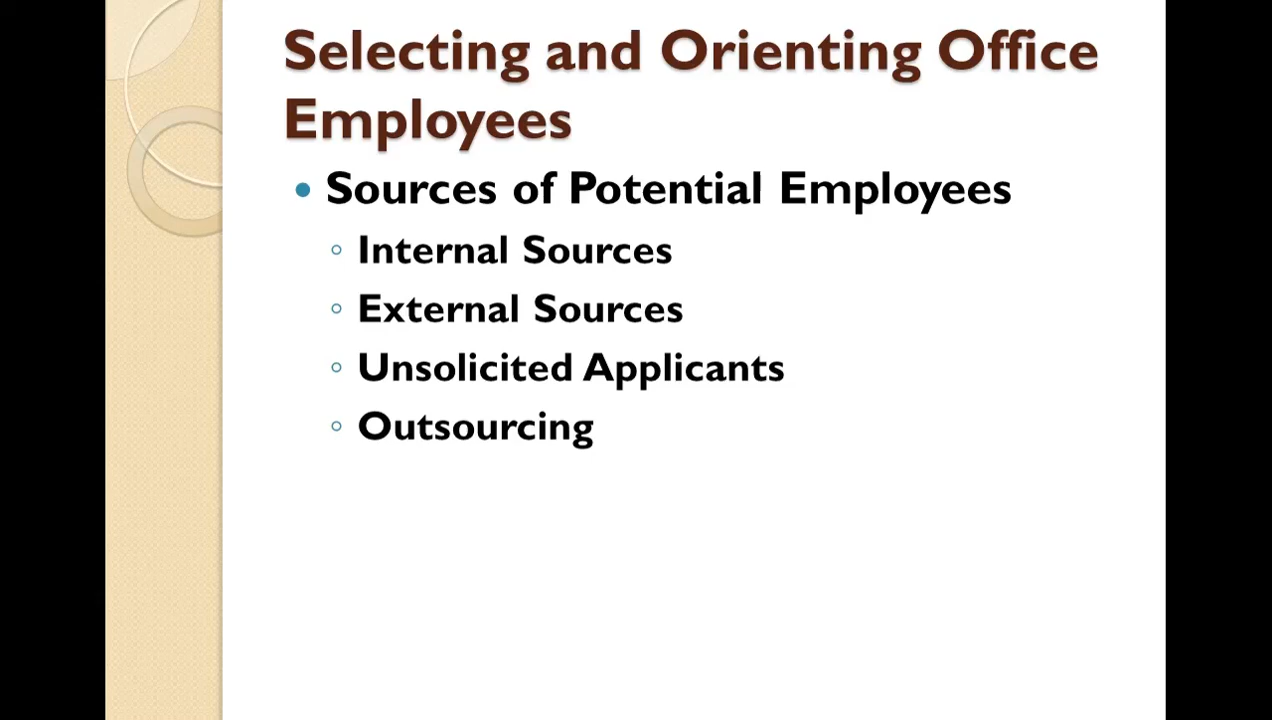 Selecting and Orienting Office
Employees
• Sources of Potential Employees
◦ Internal Sources
◦ External Sources
◦ Unsolicited Applicants
◦ Outsourcing